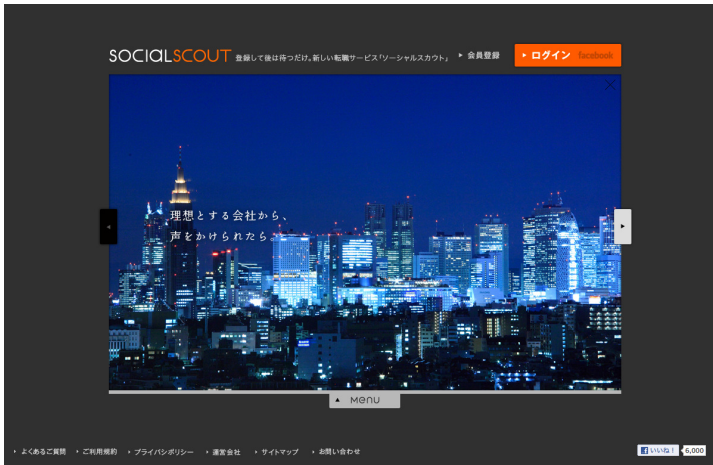 SOCIALSCOUT 登録して後は待つだけ。新しい転職サービス「ソーシャルスカウト」 会員登録 ログイン facebook
理想とする会社から、
声をかけられたら…
MENU
よくあるご質問 ご利用規約 プライバシポリシー 運営会社 サイトマップ お問い合わせ いいね! 6,000